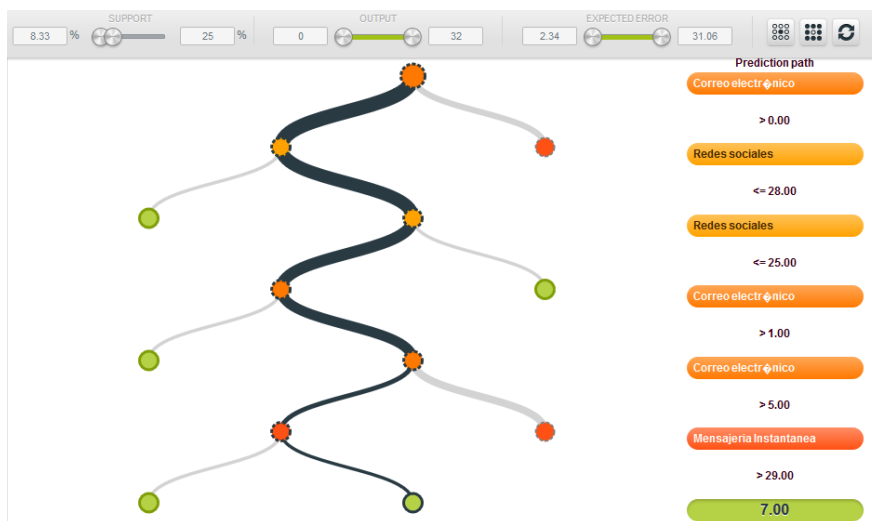 SUPPORT OUTPUT EXPECTED ERROR
8.33 % 25 % 0 32 2.34 31.06
Prediction path
Correo electr�nico
> 0.00
Redes sociales
<= 28.00
Redes sociales
<= 25.00
Correo electr�nico
> 1.00
Correo electr�nico
> 5.00
Mensajeria Instantanea
> 29.00
7.00